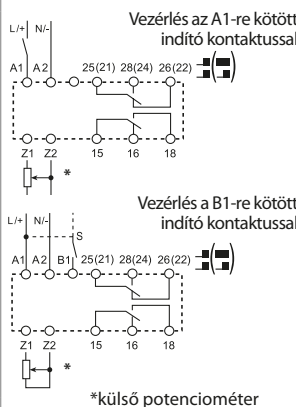 Vezérlés az A1-re kötött
indító kontaktussal
L/+ N/-
A1 A2 25(21) 28(24) 26(22)
Z1 Z2 15 16 18
*
Vezérlés a B1-re kötött
indító kontaktussal
L/+ N/-
S
A1 A2 B1 25(21) 28(24) 26(22)
Z1 Z2 15 16 18
*
*külső potenciométer